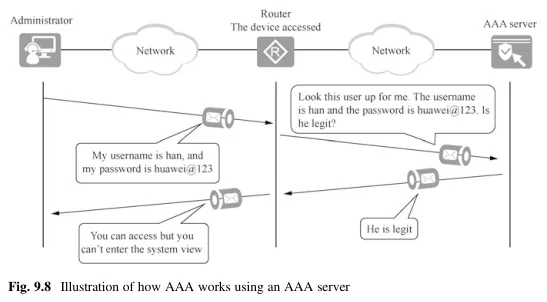 Administrator
Router
The device accessed
AAA server
Network
R
Network
Look this user up for me. The username
is han and the password is huawei@123. Is
he legit?
My username is han, and
my password is huawei@123
You can access but you
can’t enter the system view
He is legit
Fig. 9.8 Illustration of how AAA works using an AAA server